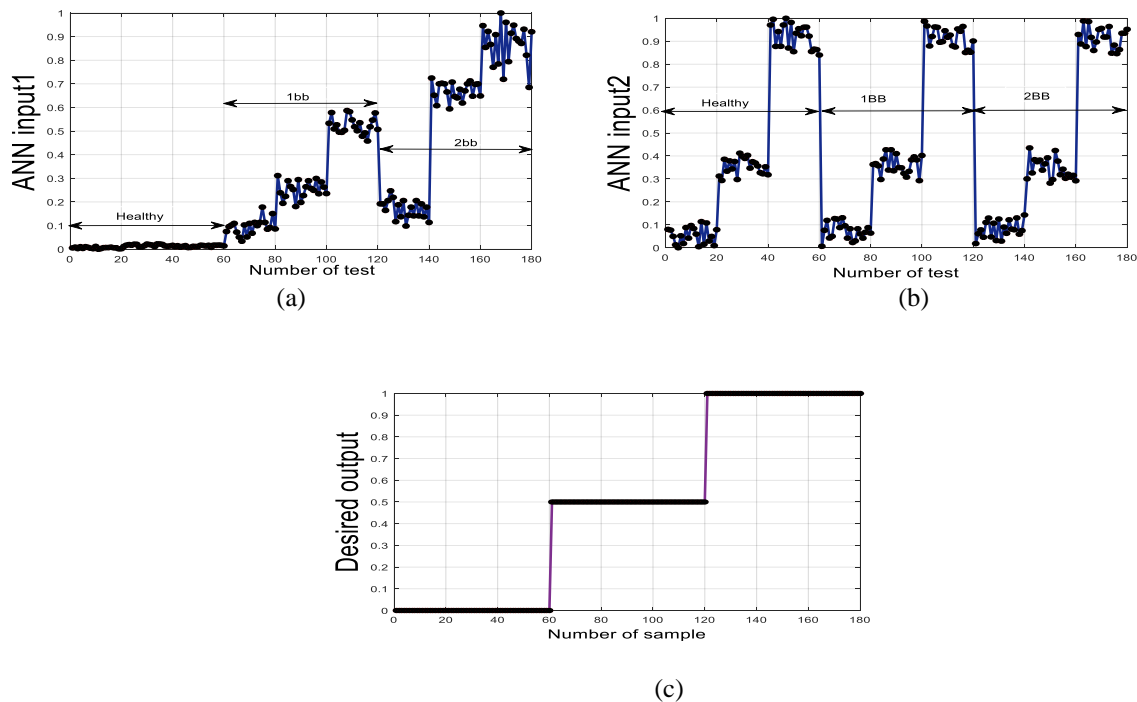 ANN input1
1
0.9
0.8
0.7
0.6
0.5
0.4
0.3
0.2
0.1
0
1bb
2bb
Healthy
0 20 40 60 80 100 120 140 160 180
Number of test
(a)
ANN input2
1
0.9
0.8
0.7
0.6
0.5
0.4
0.3
0.2
0.1
0
Healthy 1BB 2BB
0 20 40 60 80 100 120 140 160 180
Number of test
(b)
Desired output
1
0.9
0.8
0.7
0.6
0.5
0.4
0.3
0.2
0.1
0
0 20 40 60 80 100 120 140 160 180
Number of sample
(c)